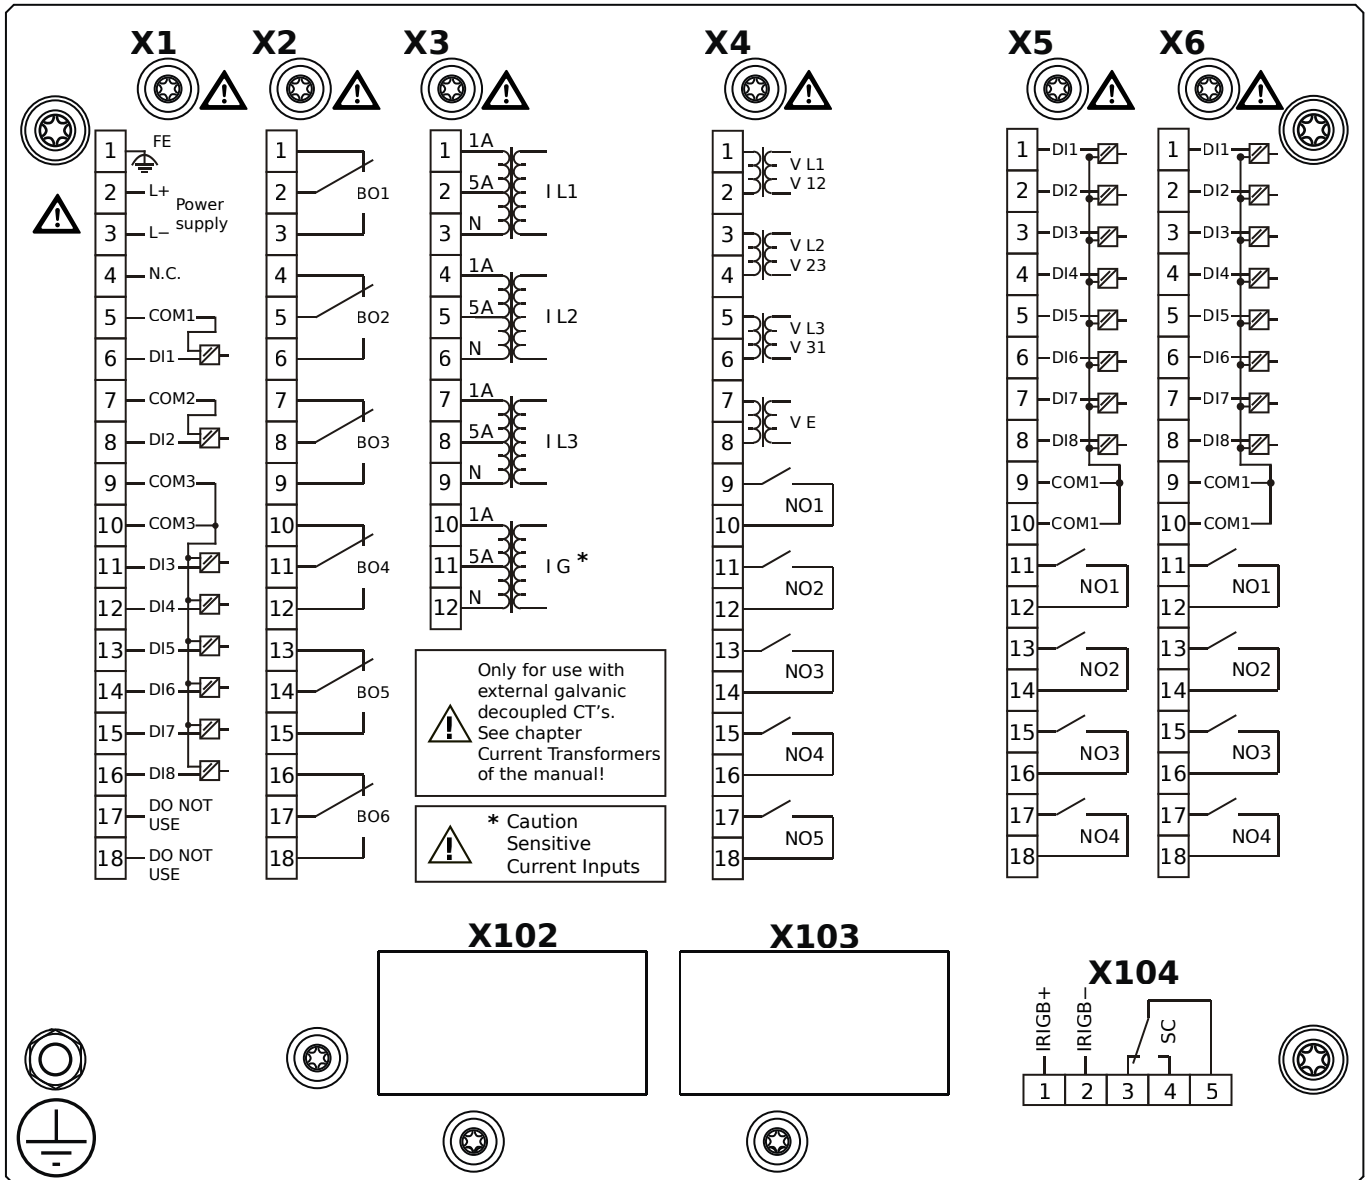 X1
X2
X3
X4
X5
X6
1
FE
2
L+
Power
supply
3
L−
4
N.C.
5
COM1
6
DI1
7
COM2
8
DI2
9
COM3
10
COM3
11
DI3
12
DI4
13
DI5
14
DI6
15
DI7
16
DI8
17
DO NOT
USE
18
DO NOT
USE
1
2
BO1
3
4
5
BO2
6
7
8
BO3
9
10
11
BO4
12
13
14
BO5
15
16
17
BO6
18
1
1A
2
5A
I L1
3
N
4
1A
5
5A
I L2
6
N
7
1A
8
5A
I L3
9
N
10
1A
11
5A
I G *
12
N
Only for use with
external galvanic
decoupled CT's.
See chapter
Current Transformers
of the manual!
* Caution
Sensitive
Current Inputs
1
V L1
V 12
2
3
V L2
V 23
4
5
V L3
V 31
6
7
V E
8
9
NO1
10
11
NO2
12
13
NO3
14
15
NO4
16
17
NO5
18
1
DI1
2
DI2
3
DI3
4
DI4
5
DI5
6
DI6
7
DI7
8
DI8
9
COM1
10
COM1
11
NO1
12
13
NO2
14
15
NO3
16
17
NO4
18
1
DI1
2
DI2
3
DI3
4
DI4
5
DI5
6
DI6
7
DI7
8
DI8
9
COM1
10
COM1
11
NO1
12
13
NO2
14
15
NO3
16
17
NO4
18
X102
X103
X104
IRIGB+
IRIGB−
SC
1 2 3 4 5